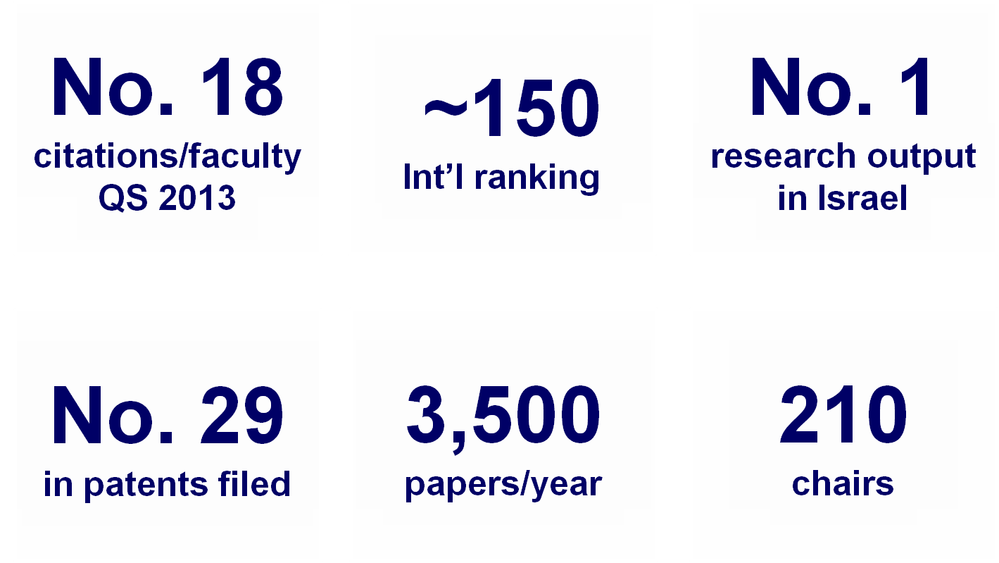 No. 18
citations/faculty
QS 2013
~150
Int’l ranking
No. 1
research output
in Israel
No. 29
in patents filed
3,500
papers/year
210
chairs